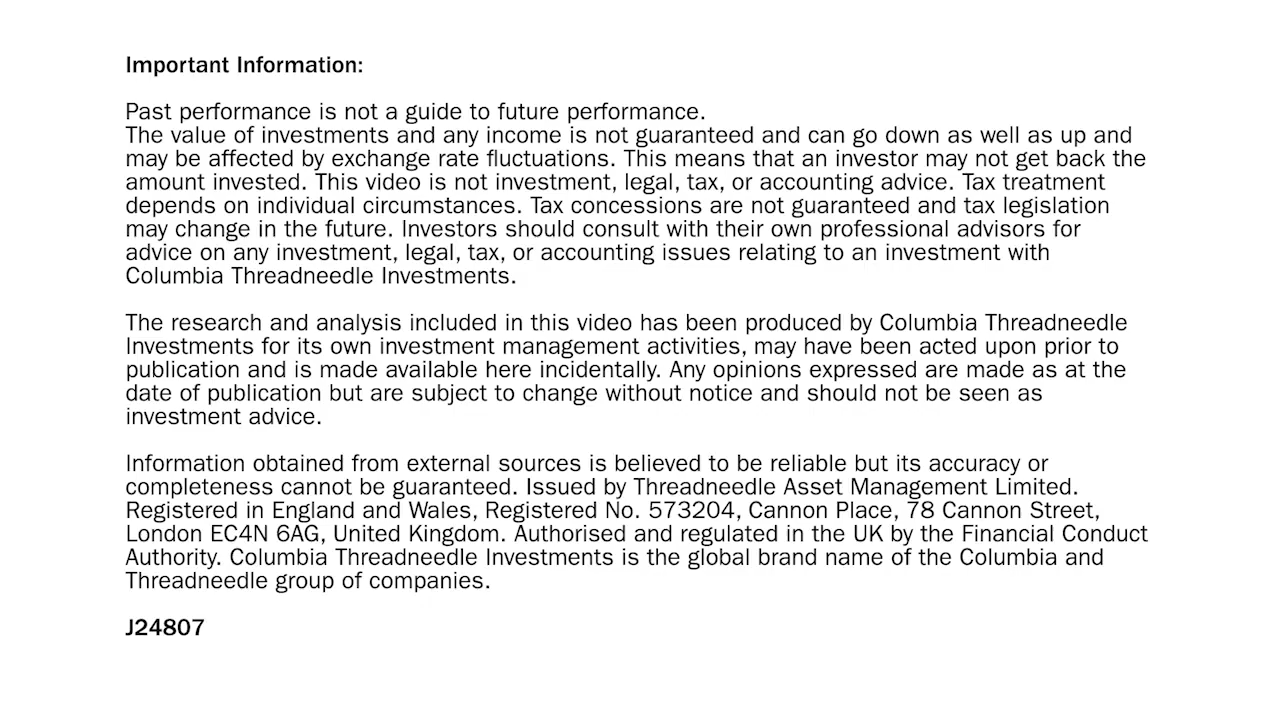 Important Information:
Past performance is not a guide to future performance.
The value of investments and any income is not guaranteed and can go down as well as up and
may be affected by exchange rate fluctuations. This means that an investor may not get back the
amount invested. This video is not investment, legal, tax, or accounting advice. Tax treatment
depends on individual circumstances. Tax concessions are not guaranteed and tax legislation
may change in the future. Investors should consult with their own professional advisors for
advice on any investment, legal, tax, or accounting issues relating to an investment with
Columbia Threadneedle Investments.
The research and analysis included in this video has been produced by Columbia Threadneedle
Investments for its own investment management activities, may have been acted upon prior to
publication and is made available here incidentally. Any opinions expressed are made as at the
date of publication but are subject to change without notice and should not be seen as
investment advice.
Information obtained from external sources is believed to be reliable but its accuracy or
completeness cannot be guaranteed. Issued by Threadneedle Asset Management Limited.
Registered in England and Wales, Registered No. 573204, Cannon Place, 78 Cannon Street,
London EC4N 6AG, United Kingdom. Authorised and regulated in the UK by the Financial Conduct
Authority. Columbia Threadneedle Investments is the global brand name of the Columbia and
Threadneedle group of companies.
J24807